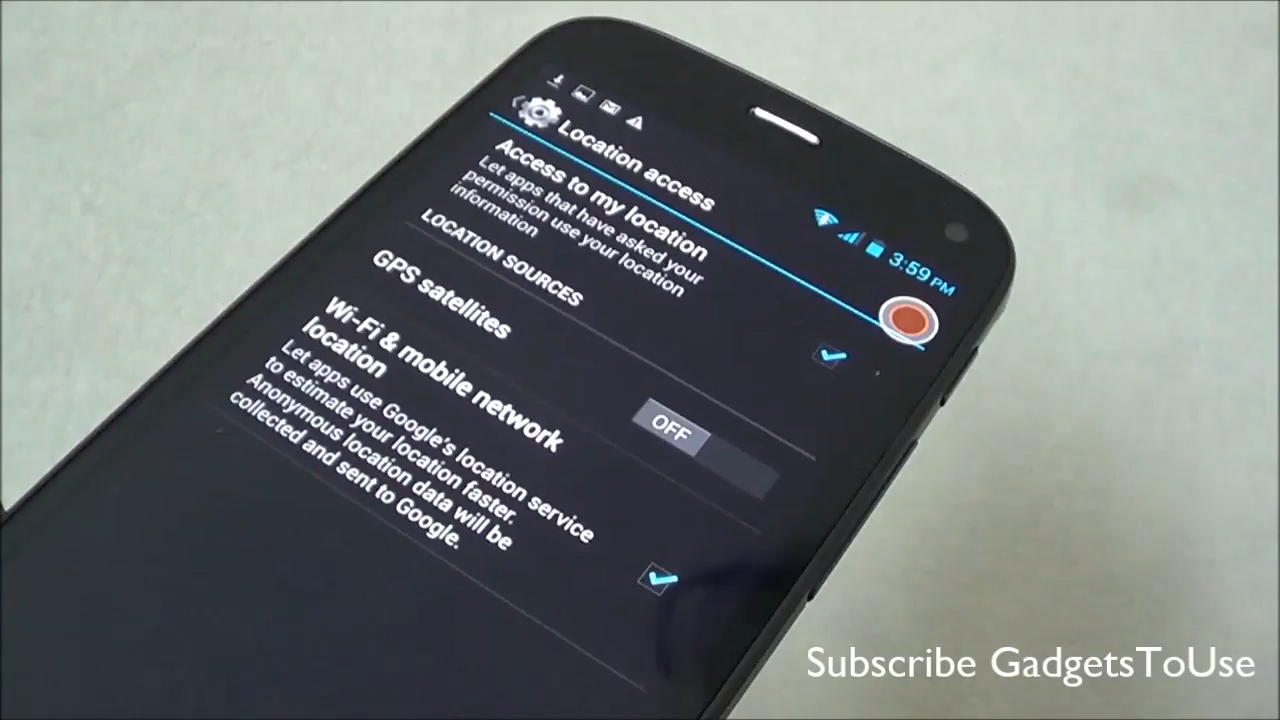 3:59 PM
Location access
Access to my location
Let apps that have asked your
permission use your location
information
LOCATION SOURCES
GPS satellites
OFF
Wi-Fi & mobile network
location
Let apps use Google's location service
to estimate your location faster.
Anonymous location data will be
collected and sent to Google.
Subscribe GadgetsToUse